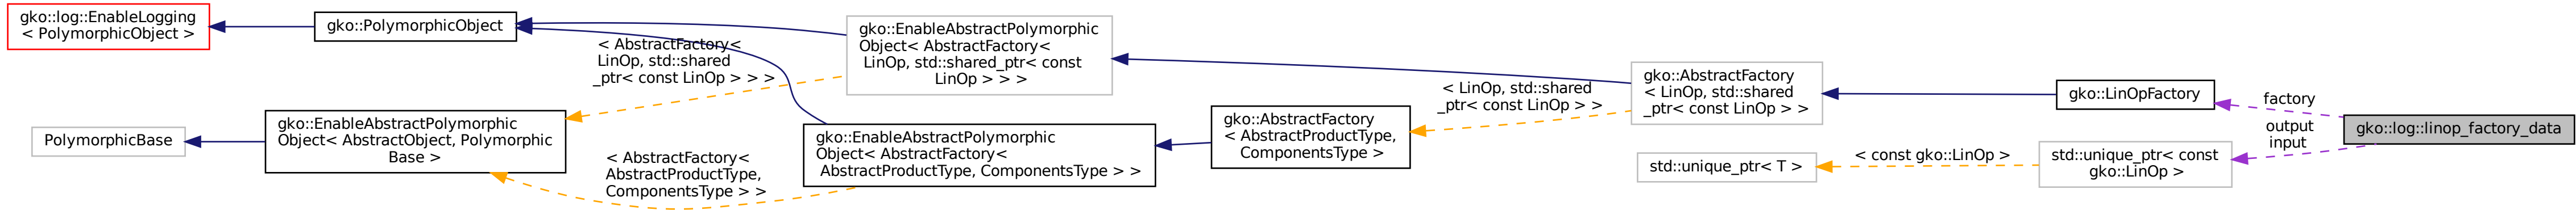 gko::log::EnableLogging
< PolymorphicObject >
gko::PolymorphicObject
< AbstractFactory<
LinOp, std::shared
_ptr< const LinOp > > >
gko::EnableAbstractPolymorphic
Object< AbstractFactory<
LinOp, std::shared_ptr< const
LinOp > > >
gko::AbstractFactory
< LinOp, std::shared
_ptr< const LinOp > >
gko::LinOpFactory
factory
gko::log::linop_factory_data
output
input
PolymorphicBase
gko::EnableAbstractPolymorphic
Object< AbstractObject, Polymorphic
Base >
< AbstractFactory<
AbstractProductType,
ComponentsType > >
gko::EnableAbstractPolymorphic
Object< AbstractFactory<
AbstractProductType, ComponentsType > >
gko::AbstractFactory
< AbstractProductType,
ComponentsType >
< LinOp, std::shared
_ptr< const LinOp > >
std::unique_ptr< T >
< const gko::LinOp >
std::unique_ptr< const
gko::LinOp >